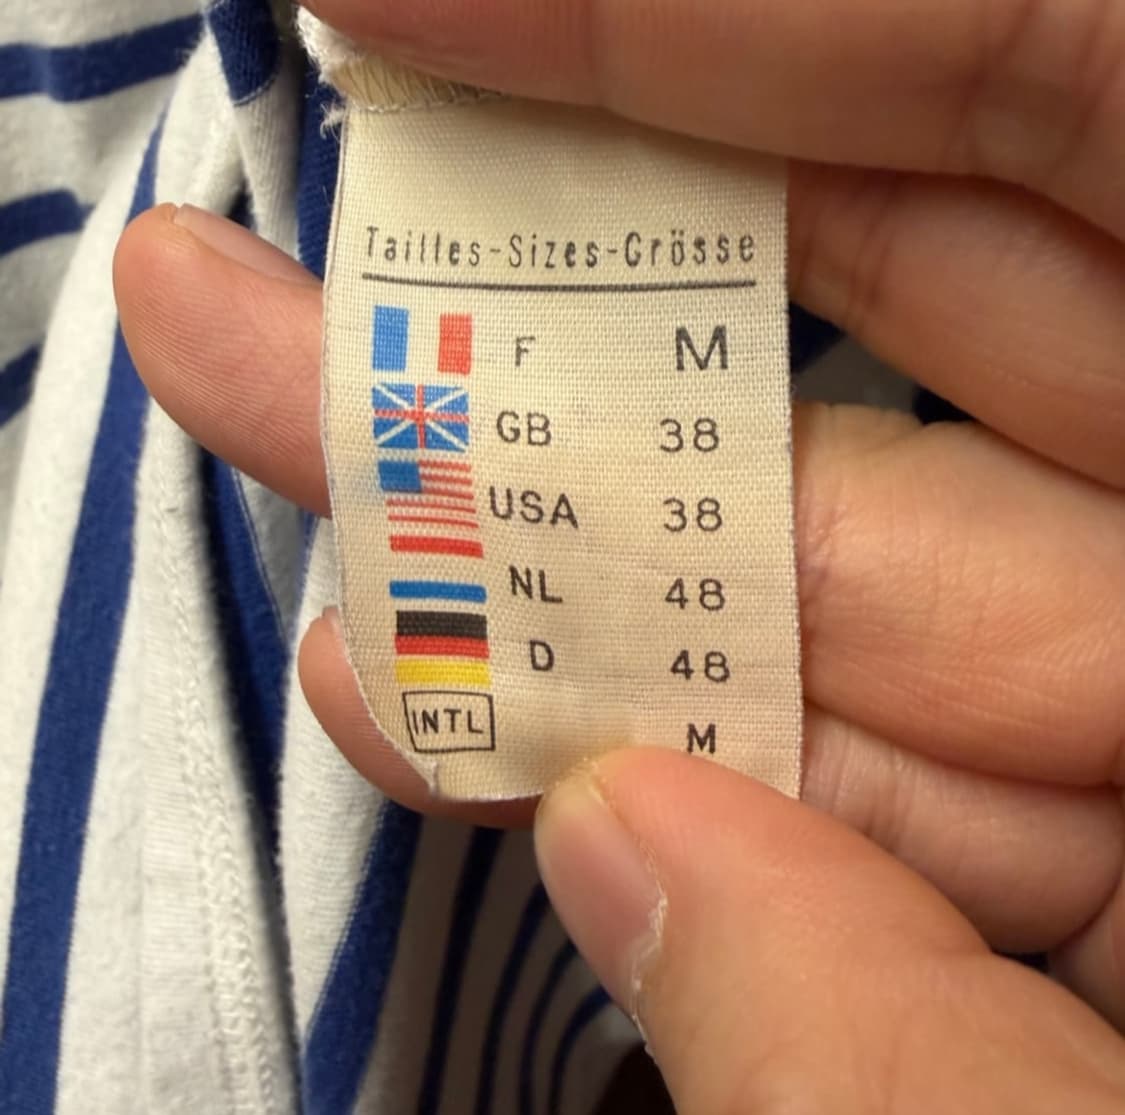 Tailles-Sizes-Grösse
F M
GB 38
USA 38
NL 48
D 48
INTL M